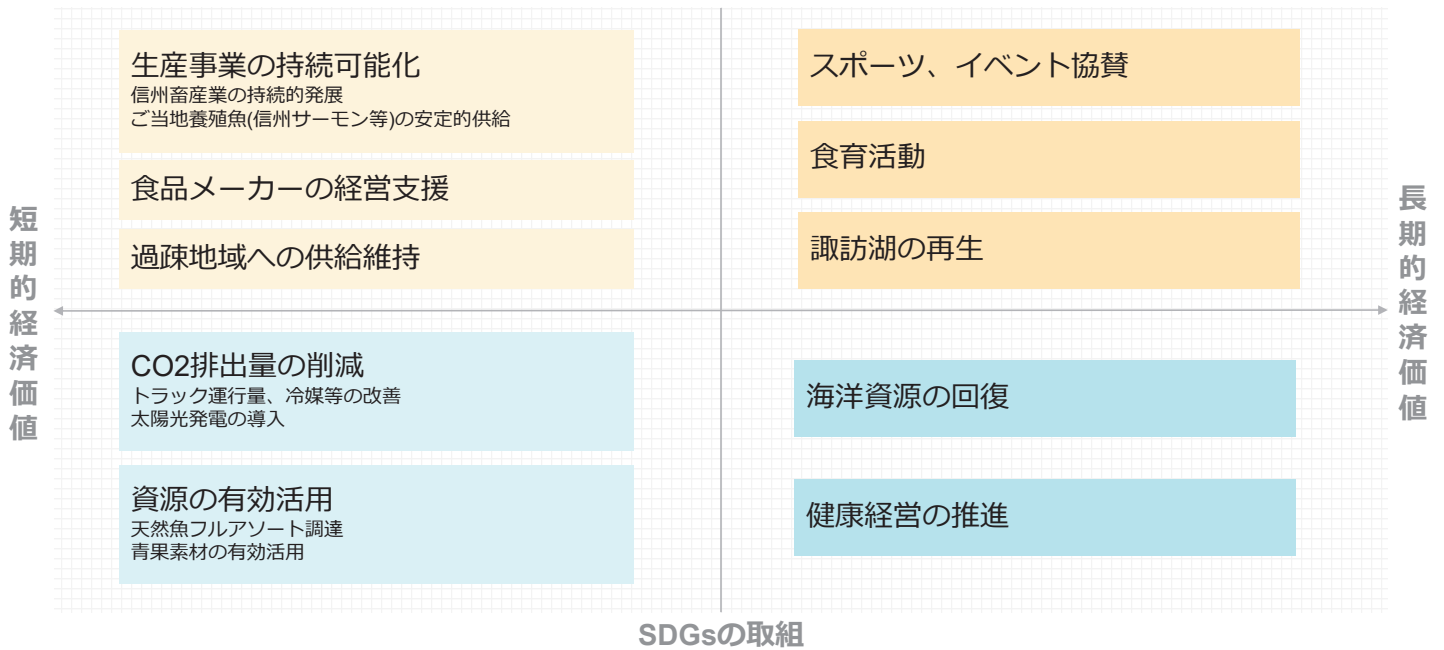 生産事業の持続可能化
信州畜産業の持続的発展
ご当地養殖魚(信州サーモン等)の安定的供給
食品メーカーの経営支援
過疎地域への供給維持
スポーツ、イベント協賛
食育活動
諏訪湖の再生
短期的経済価値
長期的経済価値
CO2排出量の削減
トラック運行量、冷媒等の改善
太陽光発電の導入
資源の有効活用
天然魚フルアソート調達
青果素材の有効活用
海洋資源の回復
健康経営の推進
SDGsの取組